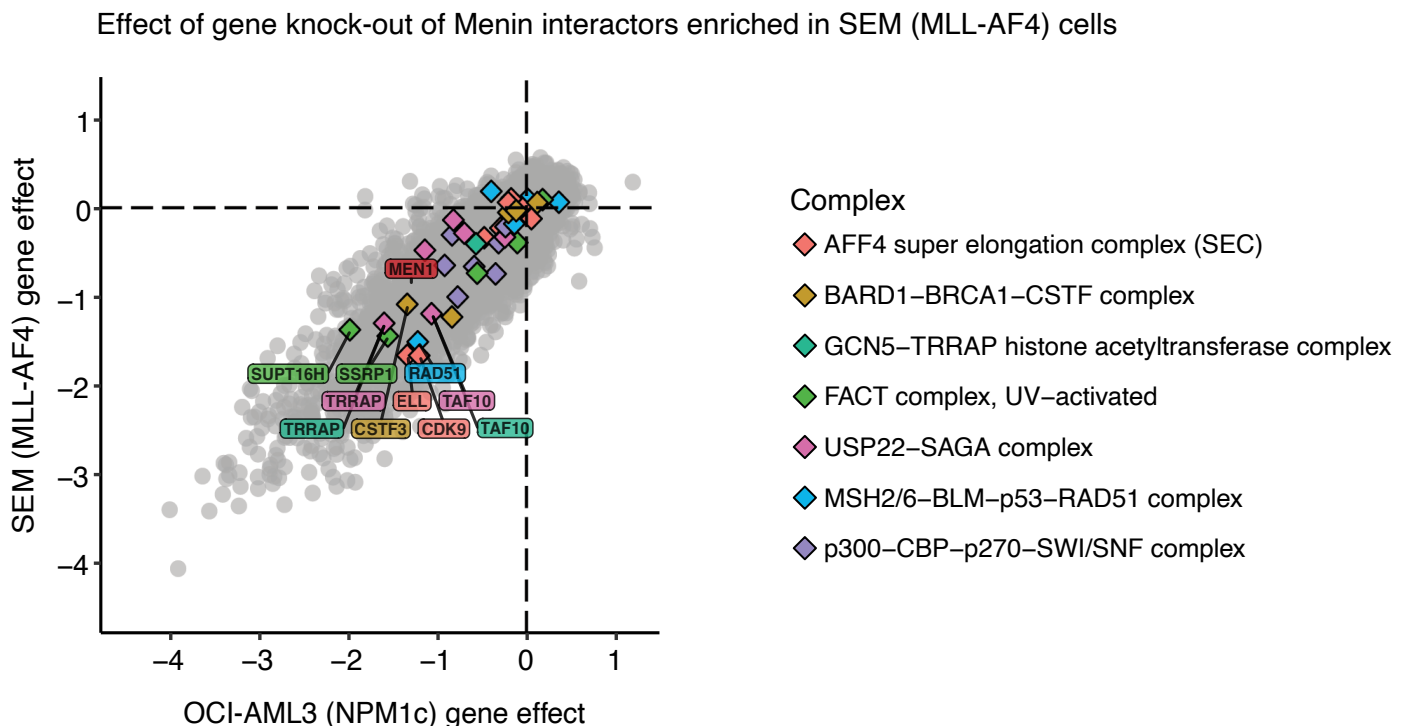 Effect of gene knock-out of Menin interactors enriched in SEM (MLL-AF4) cells
SEM (MLL-AF4) gene effect
1
0
−1
−2
−3
−4
MEN1
SUPT16H
SSRP1
RAD51
TRRAP
ELL
TAF10
TRRAP
CSTF3
CDK9
TAF10
−4
−3
−2
−1
0
1
OCI-AML3 (NPM1c) gene effect
Complex
AFF4 super elongation complex (SEC)
BARD1−BRCA1−CSTF complex
GCN5−TRRAP histone acetyltransferase complex
FACT complex, UV−activated
USP22−SAGA complex
MSH2/6−BLM−p53−RAD51 complex
p300−CBP−p270−SWI/SNF complex